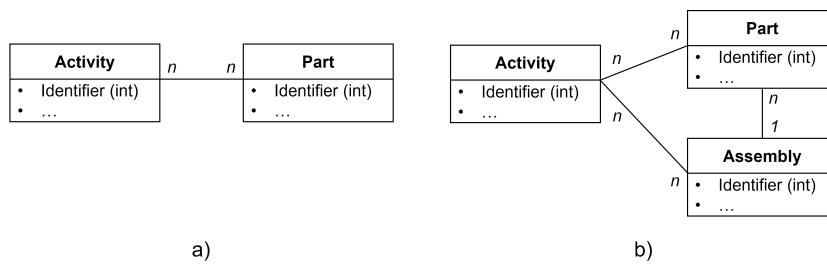 Activity
• Identifier (int)
• ...
n
n
Part
• Identifier (int)
• ...
a)
Activity
• Identifier (int)
• ...
n
n
n
n
Part
• Identifier (int)
• ...
n
1
Assembly
• Identifier (int)
• ...
b)